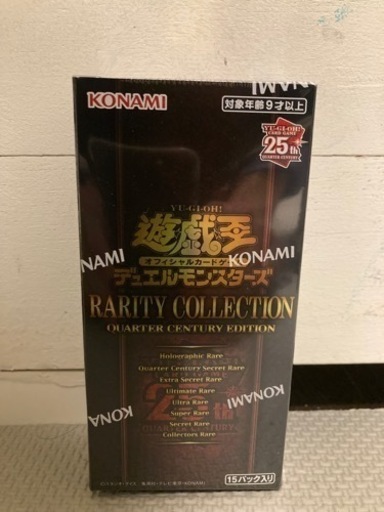 KONAMI
対象年齢9才以上
KONAMI
YU-GI-OH!
CARD GAME
25th
QUARTER CENTURY
YU-GI-OH!
遊戯王
KONAMI
KONAMI
オフィシャルカードゲーム
デュエルモンスターズ
RARITY COLLECTION
QUARTER CENTURY EDITION
Holographic Rare
Quarter Century Secret Rare
Extra Secret Rare
Ultimate Rare
Ultra Rare
Super Rare
Secret Rare
Collectors Rare
25th
QUARTER CENTURY
KONA
KONAMI
15パック入り